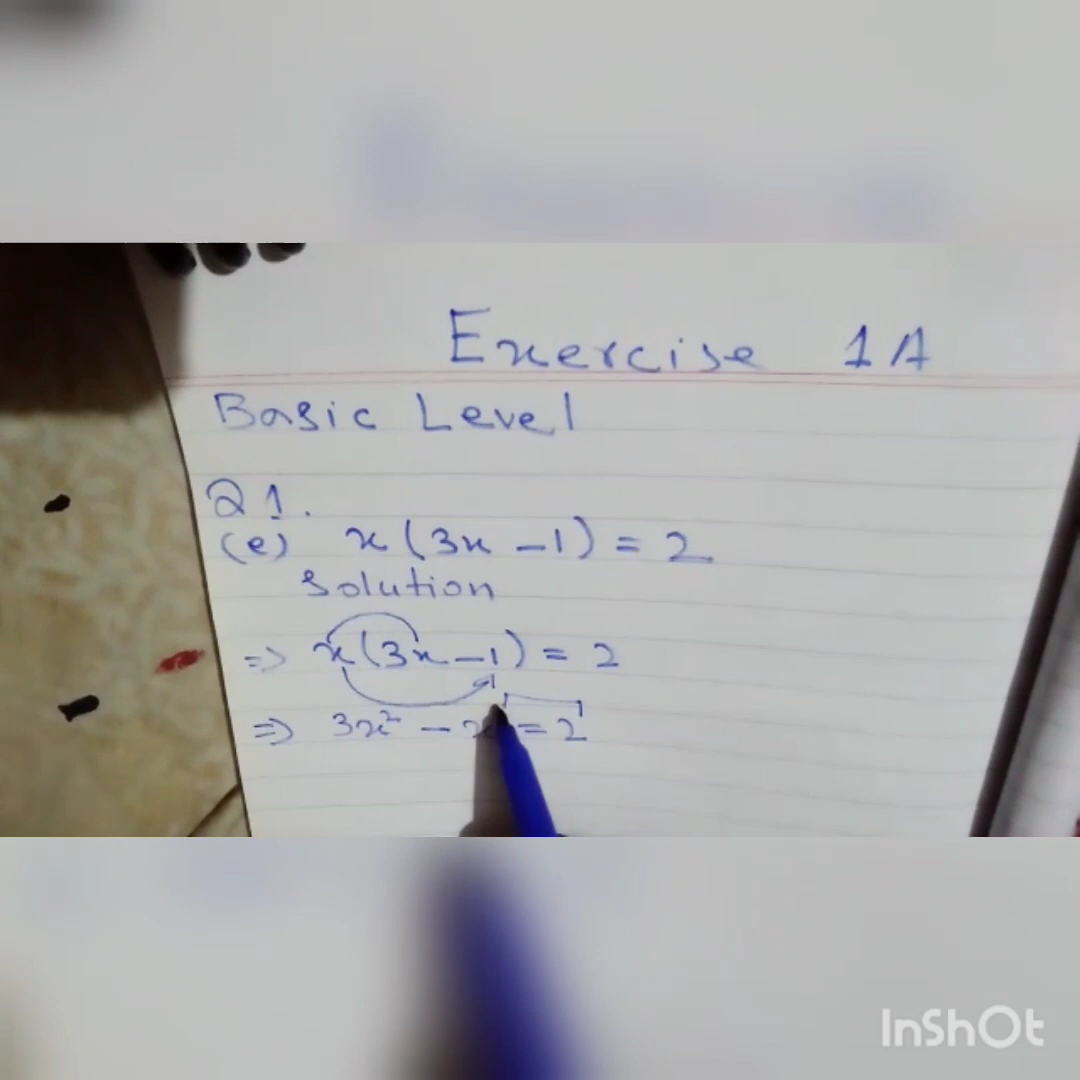 Exercise 1A
Basic Level
Q1.
(e) x(3x - 1) = 2
Solution
=> x(3x - 1) = 2
=> 3x² - x = 2
InShOt